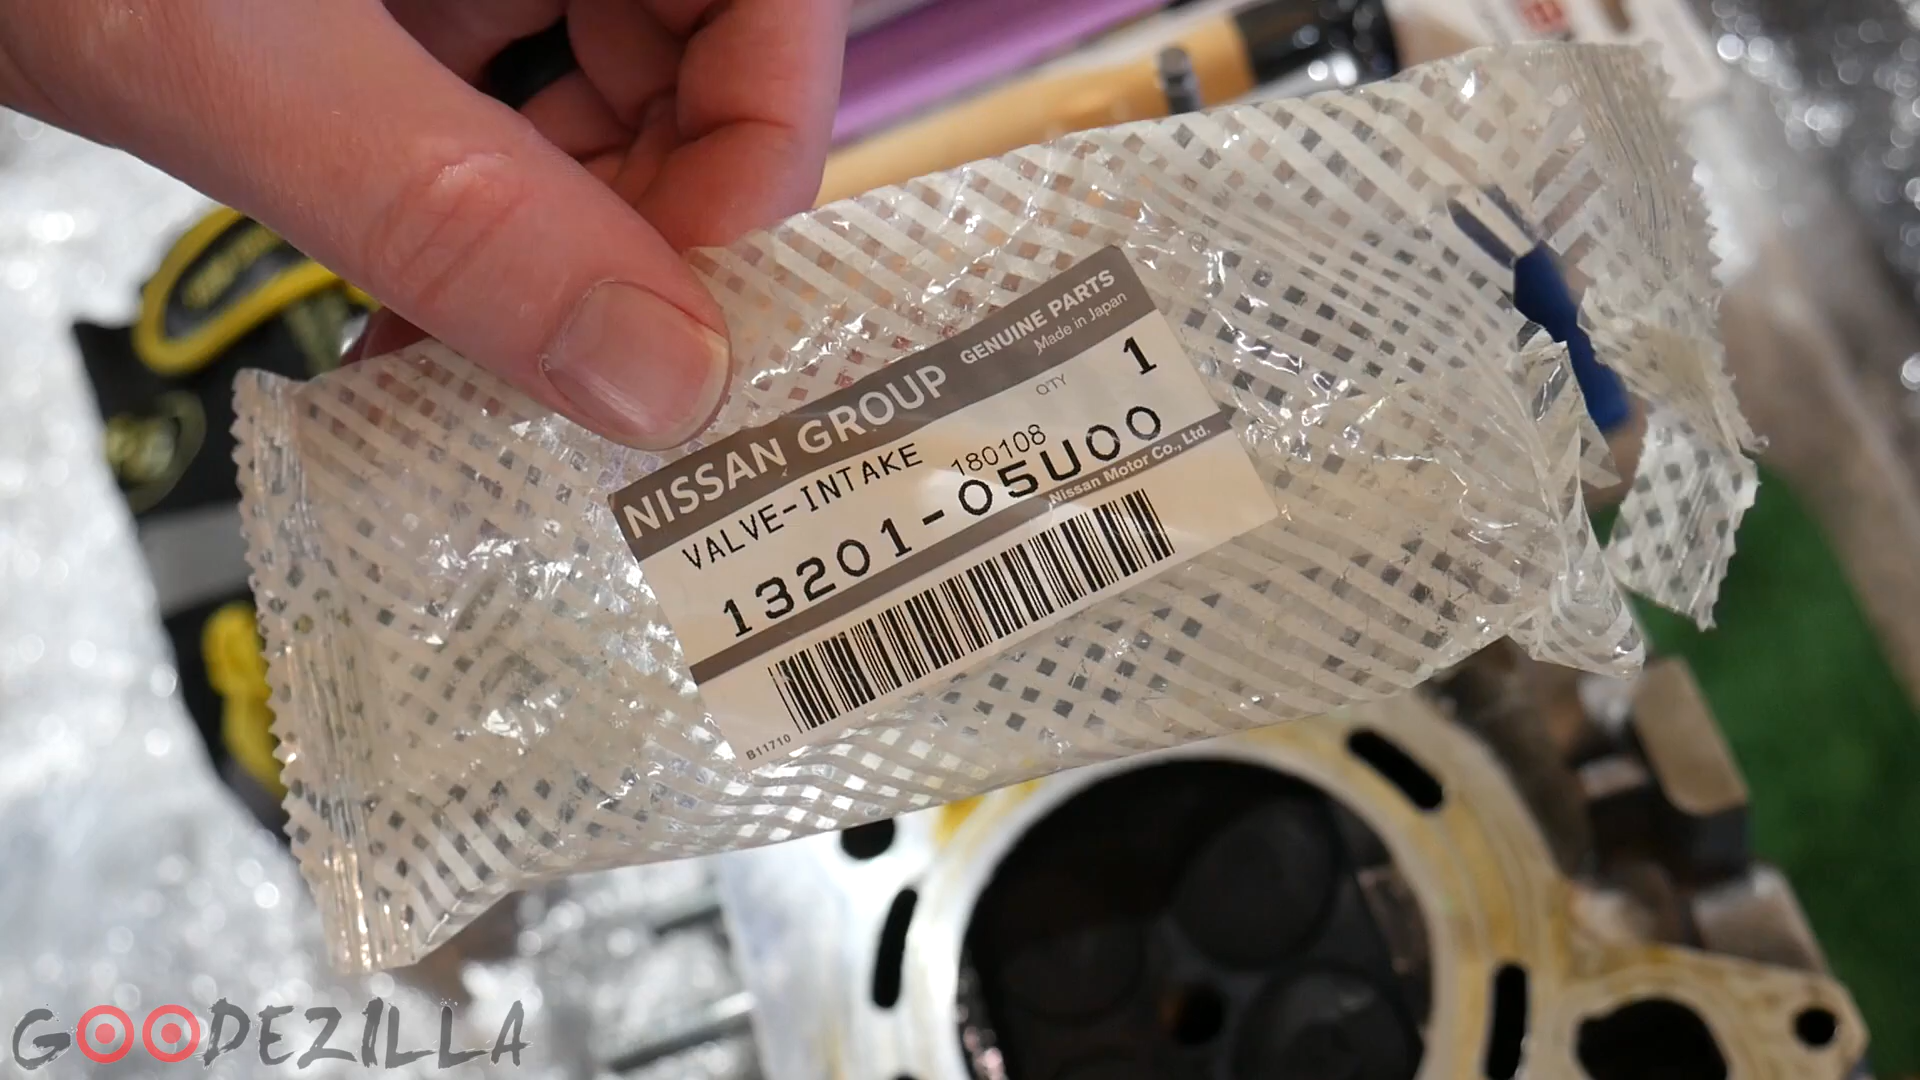 NISSAN GROUP GENUINE PARTS
Made in Japan
VALVE-INTAKE QTY 1
180108
13201-05U00
Nissan Motor Co., Ltd.
B11710
GOODEZILLA